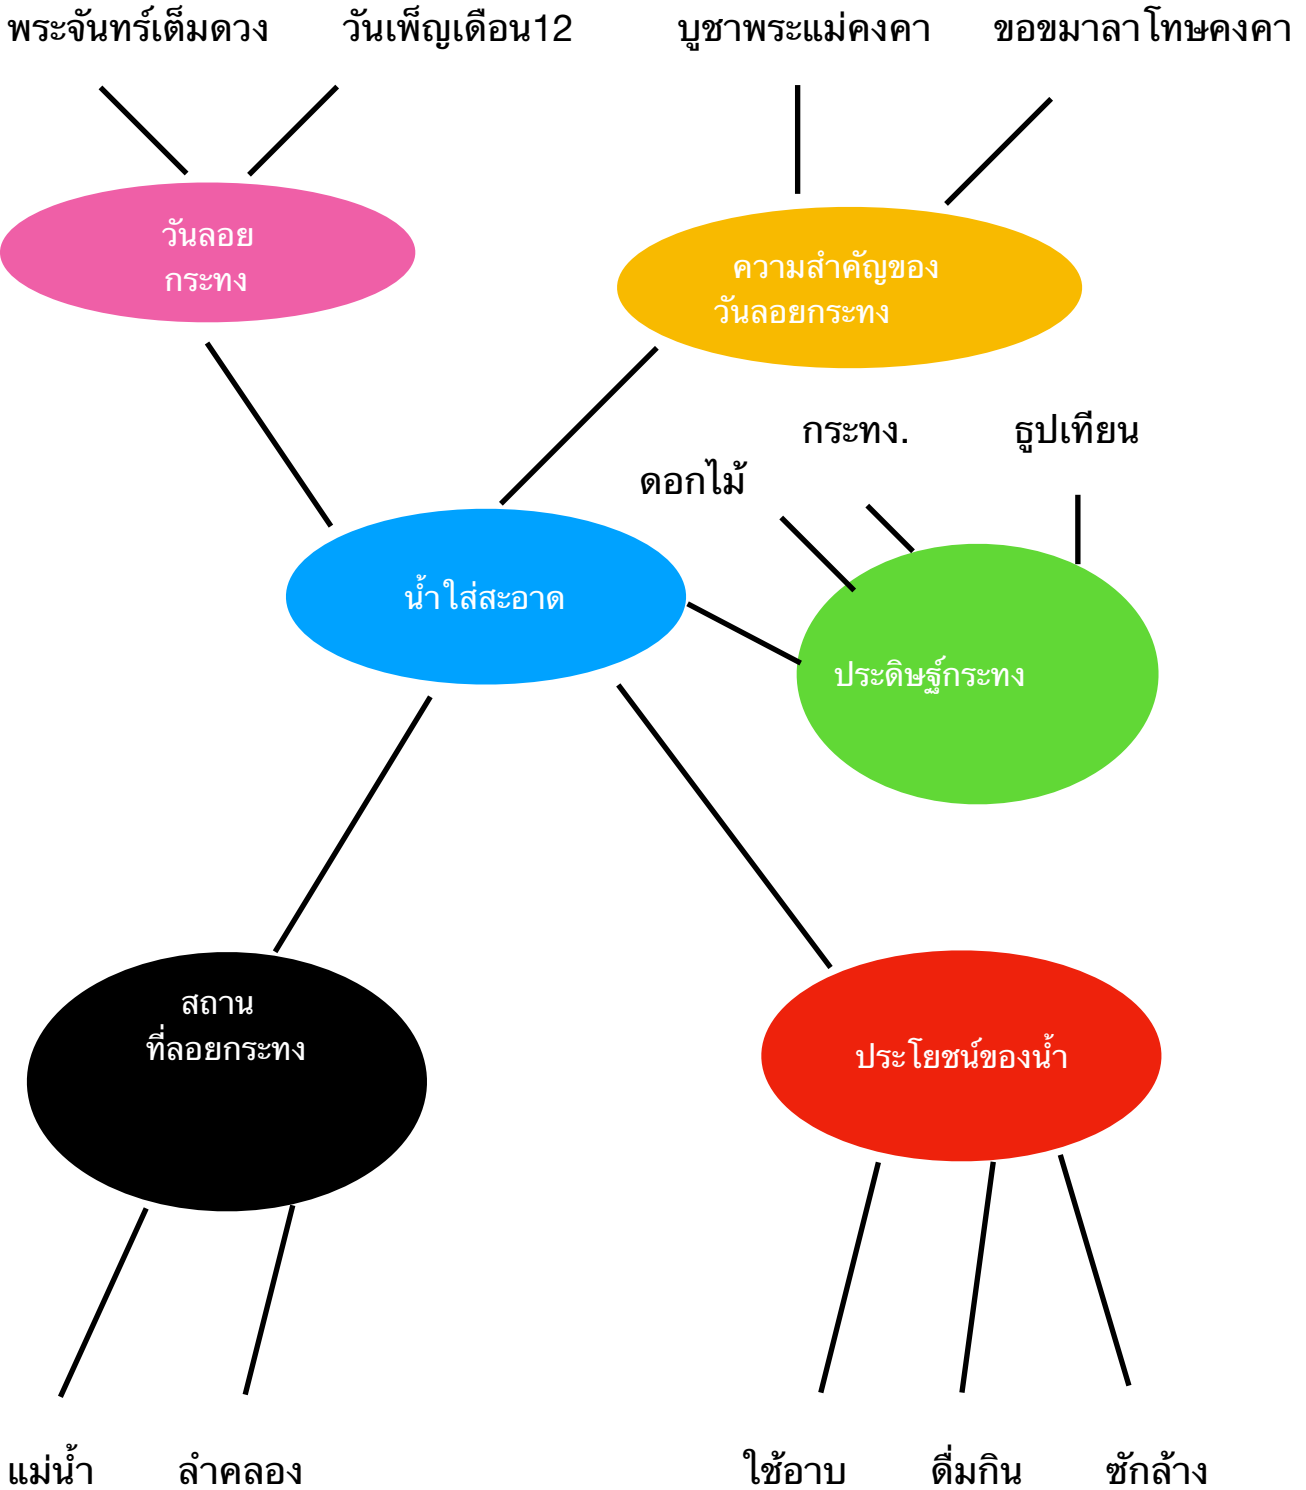 พระจันทร์เต็มดวง
วันเพ็ญเดือน12
บูชาพระแม่คงคา
ขอขมาลาโทษคงคา
วันลอย
กระทง
ความสำคัญของ
วันลอยกระทง
กระทง.
ธูปเทียน
ดอกไม้
น้ำใส่สะอาด
ประดิษฐ์กระทง
สถาน
ที่ลอยกระทง
ประโยชน์ของน้ำ
แม่น้ำ
ลำคลอง
ใช้อาบ
ดื่มกิน
ซักล้าง